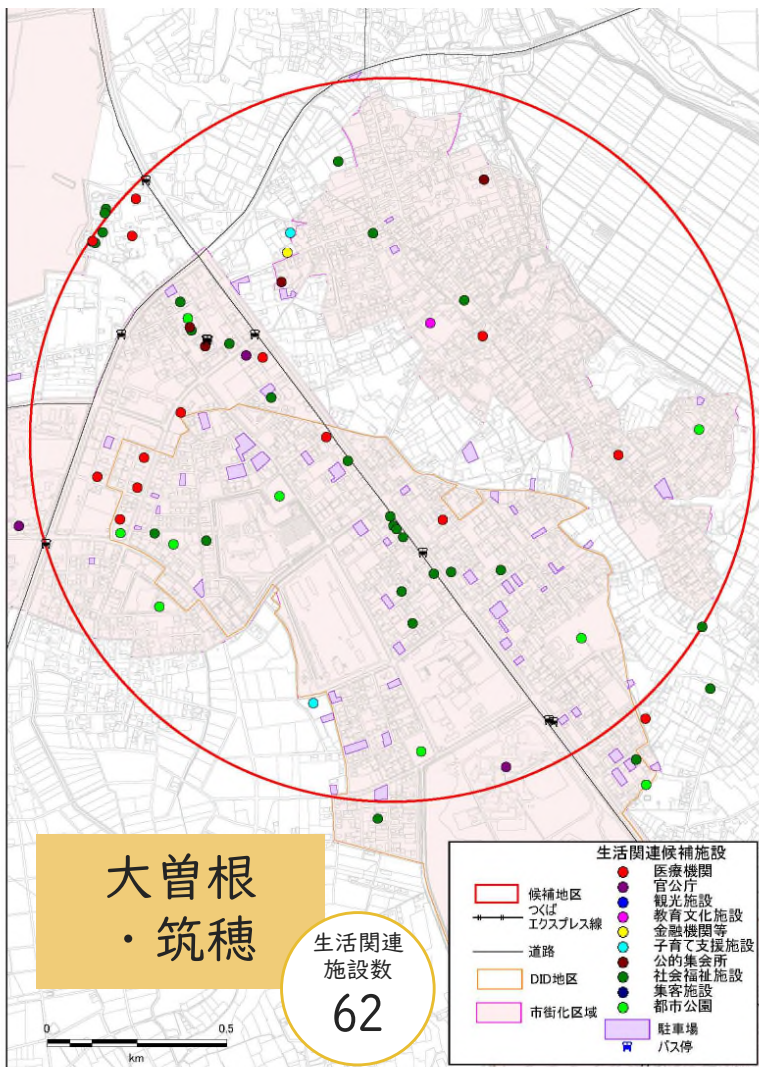 大曽根
・筑穂
生活関連
施設数
62
0
0.5
km
生活関連候補施設
候補地区
つくば
エクスプレス線
道路
DID地区
市街化区域
医療機関
官公庁
観光施設
教育文化施設
金融機関等
子育て支援施設
公的集会所
社会福祉施設
集客施設
都市公園
駐車場
バス停